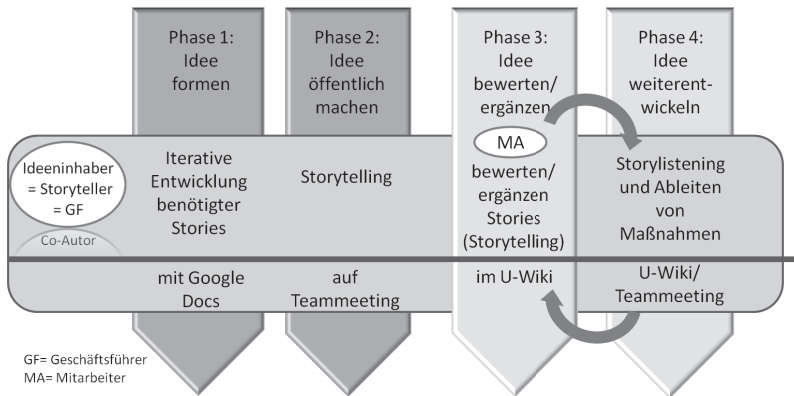 Phase 1:
Idee
formen
Phase 2:
Idee
öffentlich
machen
Phase 3:
Idee
bewerten/
ergänzen
Phase 4:
Idee
weiterent-
wickeln
Ideeninhaber
= Storyteller
= GF
Co-Autor
Iterative
Entwicklung
benötigter
Stories
Storytelling
MA
bewerten/
ergänzen
Stories
(Storytelling)
Storylistening
und Ableiten
von
Maßnahmen
mit Google
Docs
auf
Teammeeting
im U-Wiki
U-Wiki/
Teammeeting
GF= Geschäftsführer
MA= Mitarbeiter